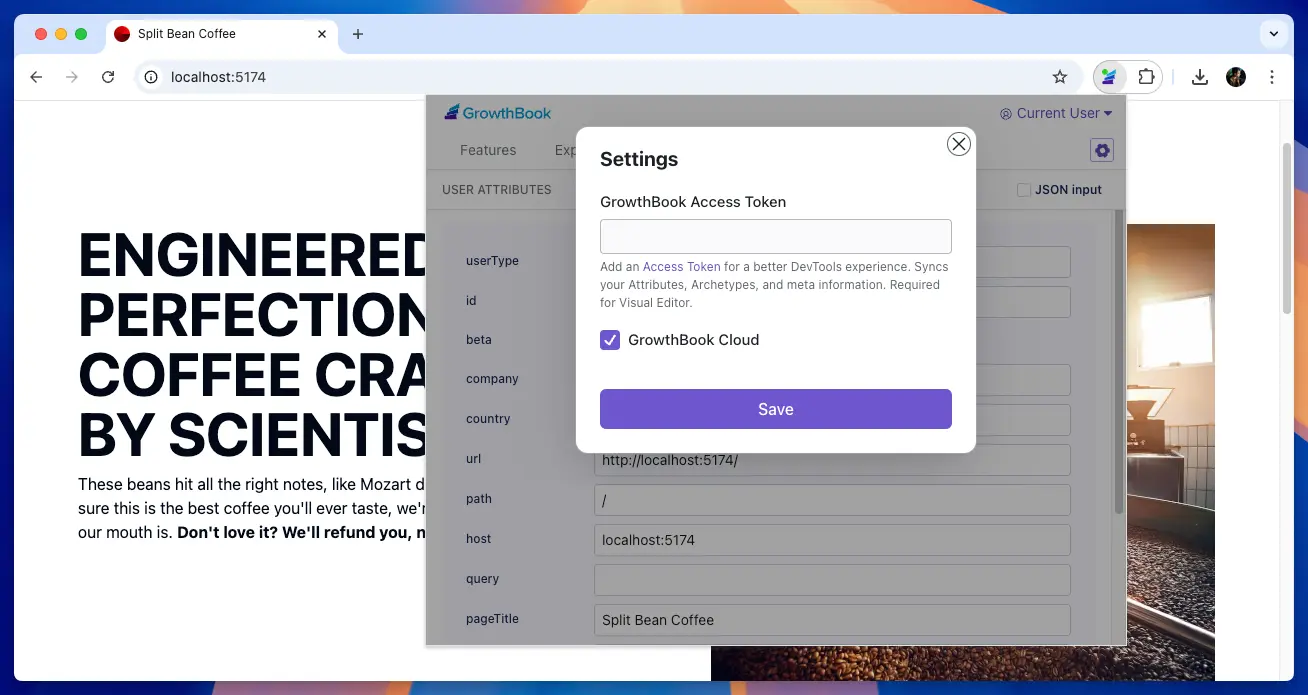 Split Bean Coffee
localhost:5174
GrowthBook
Current User
Features
Exp
USER ATTRIBUTES
JSON input
Settings
GrowthBook Access Token
Add an Access Token for a better DevTools experience. Syncs
your Attributes, Archetypes, and meta information. Required
for Visual Editor.
GrowthBook Cloud
Save
userType
id
beta
company
country
url
http://localhost:5174/
path
/
host
localhost:5174
query
pageTitle
Split Bean Coffee
ENGINEERED
PERFECTION
COFFEE CRA
BY SCIENTIS
These beans hit all the right notes, like Mozart d
sure this is the best coffee you'll ever taste, we'r
our mouth is. Don't love it? We'll refund you, n